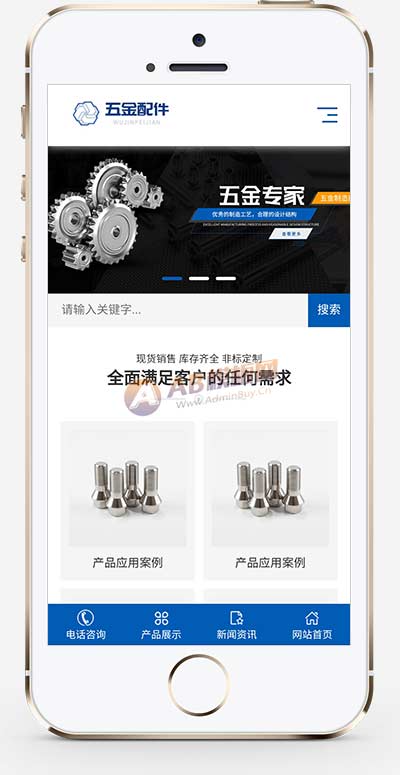 五金配件
WUJINPEIJIAN
五金专家
五金制造
优秀的制造工艺，合理的设计结构
EXCELLENT MANUFACTURING PROCESS AND REASONABLE DESIGN STRUCTURE
查看更多
请输入关键字...
搜索
现货销售 库存齐全 非标定制
全面满足客户的任何需求
AB模板网
Www.AdminBuy.Cn
产品应用案例
产品应用案例
电话咨询
产品展示
新闻资讯
网站首页